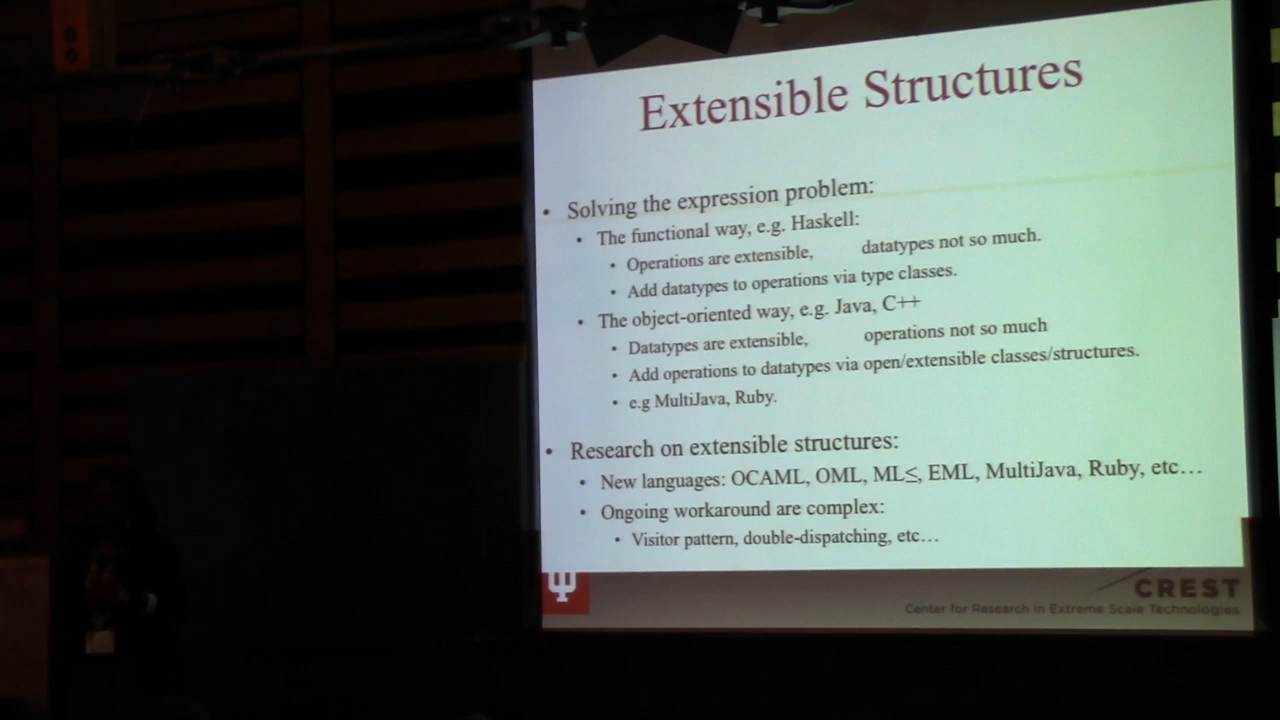 Extensible Structures
• Solving the expression problem:
• The functional way, e.g. Haskell:
• Operations are extensible, datatypes not so much.
• Add datatypes to operations via type classes.
• The object-oriented way, e.g. Java, C++
• Datatypes are extensible, operations not so much
• Add operations to datatypes via open/extensible classes/structures.
• e.g MultiJava, Ruby.
• Research on extensible structures:
• New languages: OCAML, OML, ML≤, EML, MultiJava, Ruby, etc…
• Ongoing workaround are complex:
• Visitor pattern, double-dispatching, etc…
CREST
Center for Research in Extreme Scale Technologies